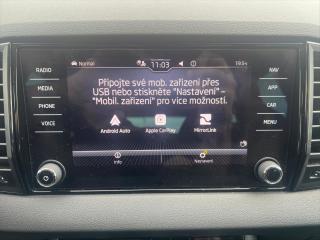 Normal
11:03
19:54
RADIO
MEDIA
PHONE
VOICE
NAV
APP
CAR
MENU
Připojte své mob. zařízení přes
USB nebo stiskněte "Nastavení" –
"Mobil. zařízení" pro více možností.
Android Auto
Apple CarPlay
MirrorLink
Info
Nastavení